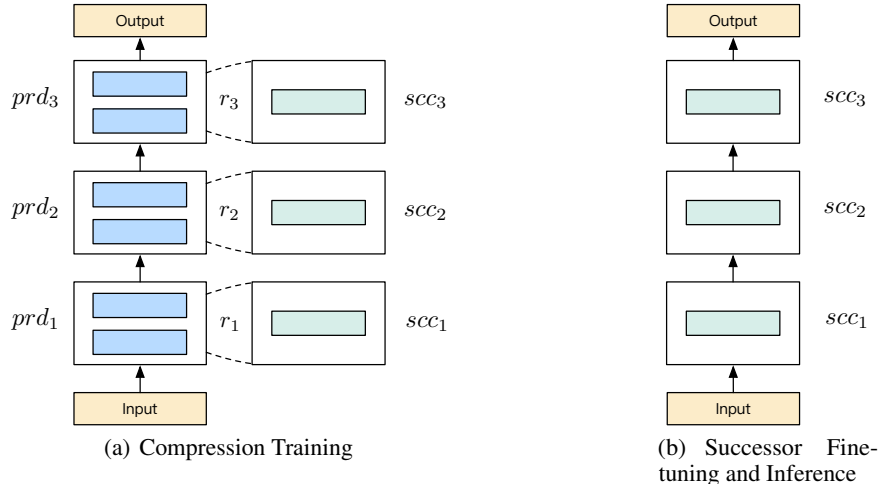 Output
prd₃ r₃ scc₃
prd₂ r₂ scc₂
prd₁ r₁ scc₁
Input
(a) Compression Training
Output
scc₃
scc₂
scc₁
Input
(b) Successor Fine-
tuning and Inference